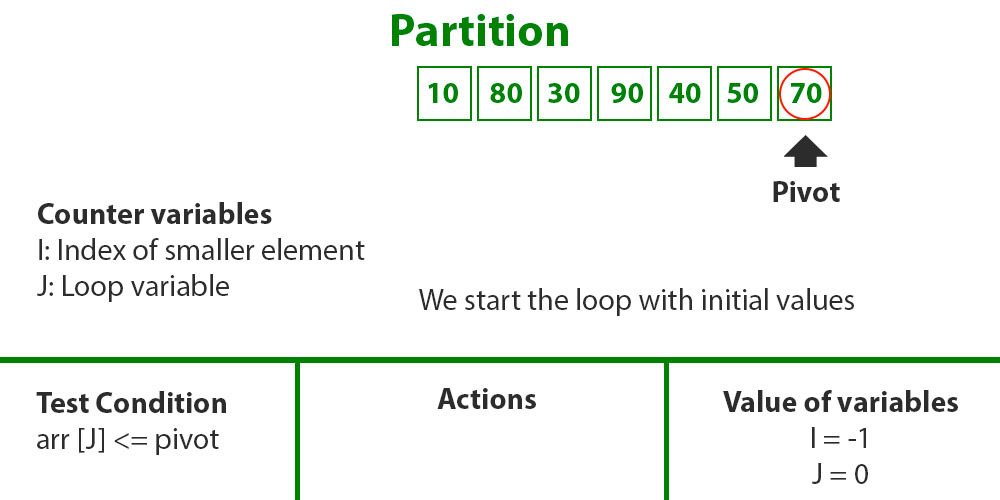 Partition
10 80 30 90 40 50 70
Pivot
Counter variables
I: Index of smaller element
J: Loop variable
We start the loop with initial values
Test Condition
arr [J] <= pivot
Actions
Value of variables
I = -1
J = 0